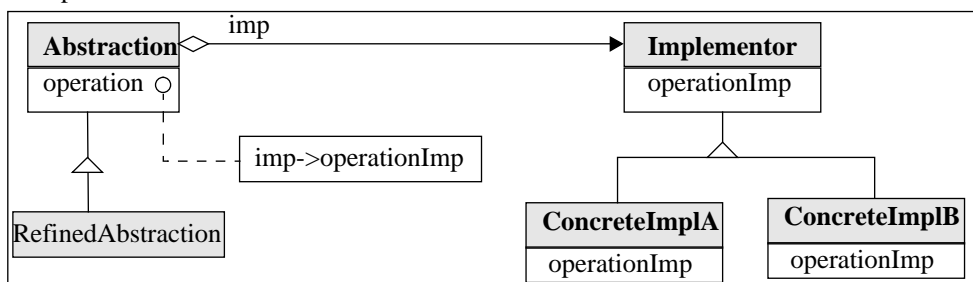 imp
Abstraction
operation
Implementor
operationImp
imp->operationImp
RefinedAbstraction
ConcreteImplA
operationImp
ConcreteImplB
operationImp